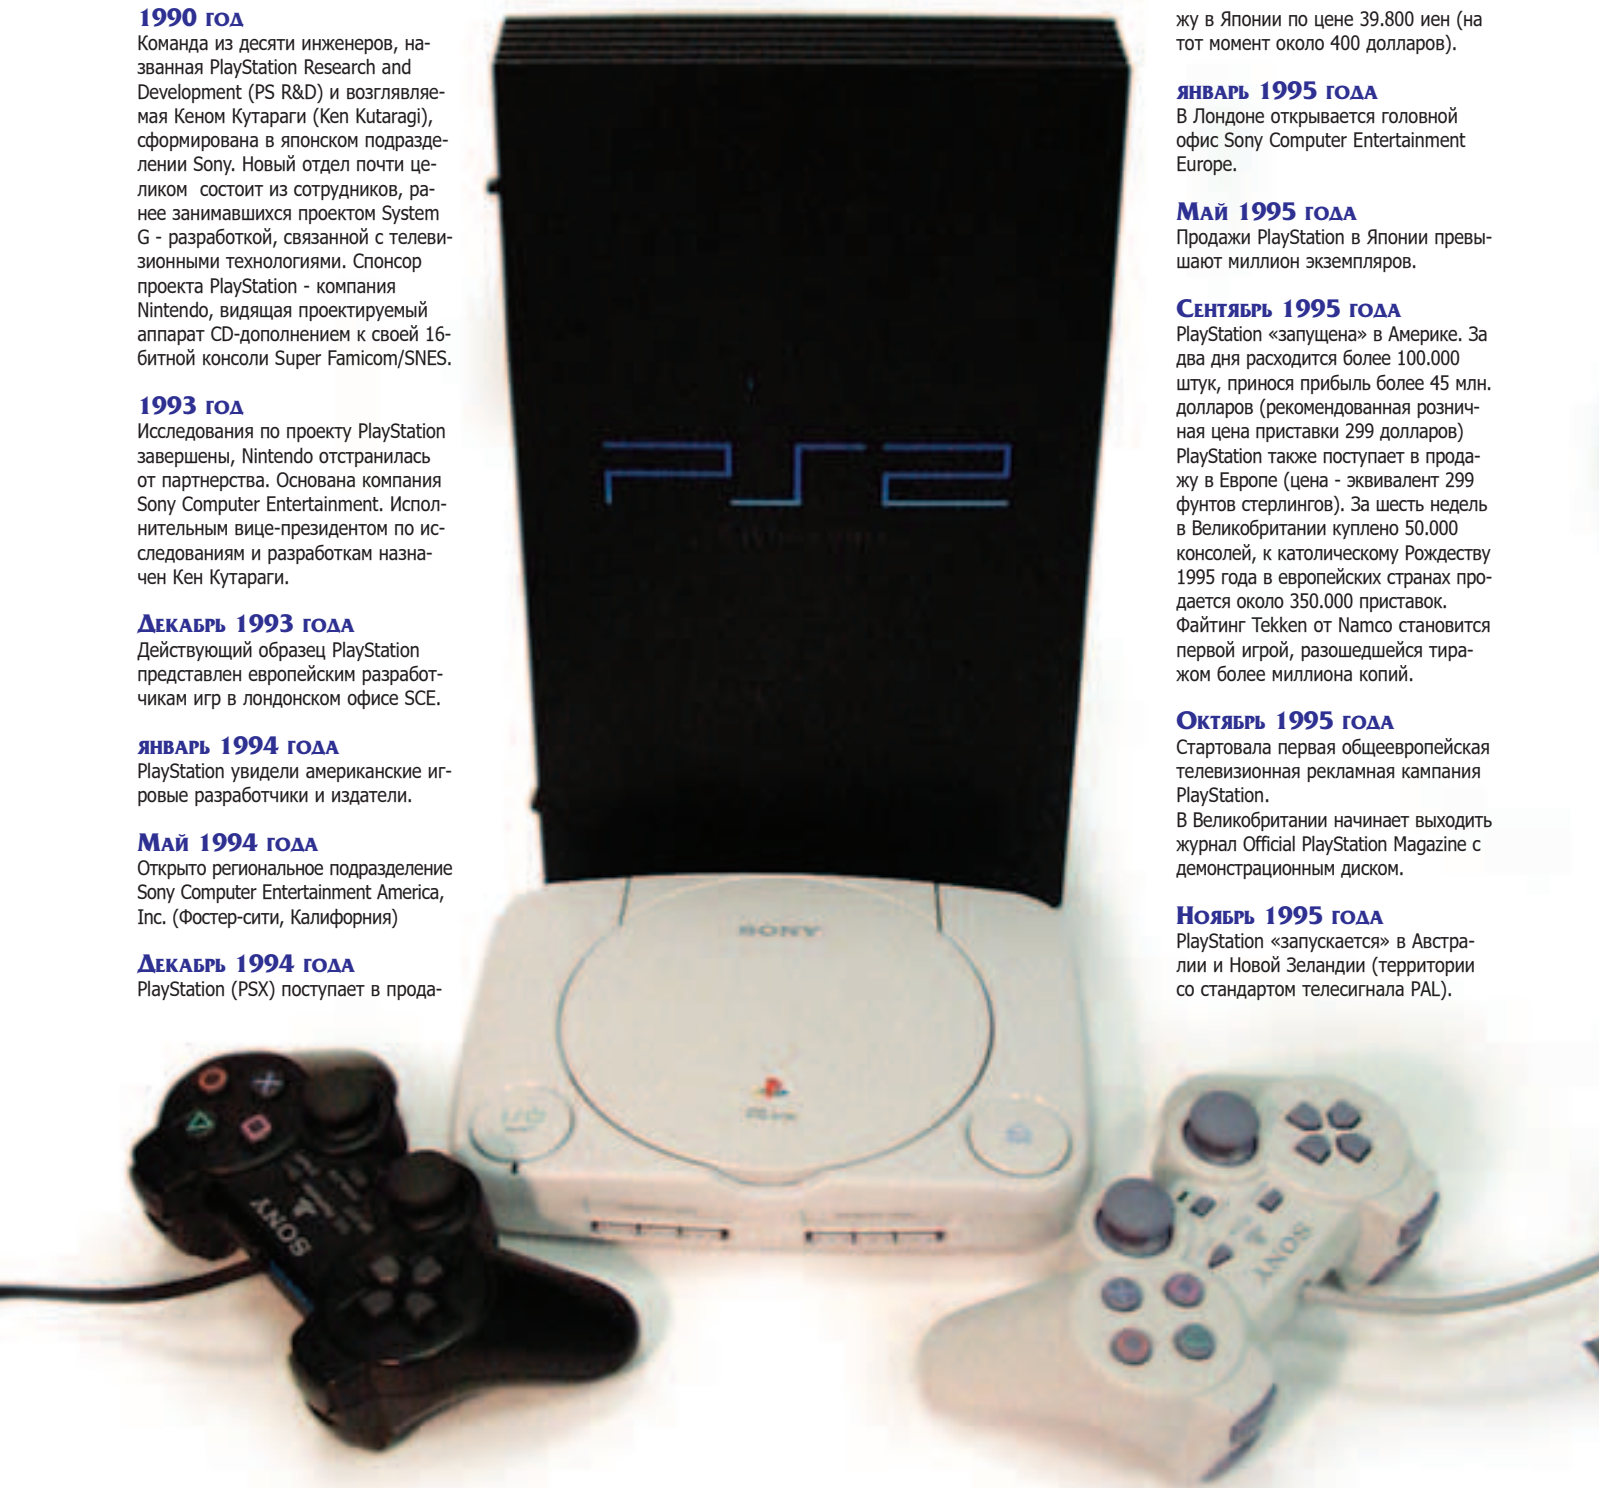 1990 год
Команда из десяти инженеров, на-
званная PlayStation Research and
Development (PS R&D) и возглявляе-
мая Кеном Кутараги (Ken Kutaragi),
сформирована в японском подразде-
лении Sony. Новый отдел почти це-
ликом состоит из сотрудников, ра-
нее занимавшихся проектом System
G - разработкой, связанной с телеви-
зионными технологиями. Спонсор
проекта PlayStation - компания
Nintendo, видящая проектируемый
аппарат CD-дополнением к своей 16-
битной консоли Super Famicom/SNES.
1993 год
Исследования по проекту PlayStation
завершены, Nintendo отстранилась
от партнерства. Основана компания
Sony Computer Entertainment. Испол-
нительным вице-президентом по ис-
следованиям и разработкам назна-
чен Кен Кутараги.
Декабрь 1993 года
Действующий образец PlayStation
представлен европейским разработ-
чикам игр в лондонском офисе SCE.
январь 1994 года
PlayStation увидели американские иг-
ровые разработчики и издатели.
Май 1994 года
Открыто региональное подразделение
Sony Computer Entertainment America,
Inc. (Фостер-сити, Калифорния)
Декабрь 1994 года
PlayStation (PSX) поступает в прода-
жу в Японии по цене 39.800 иен (на
тот момент около 400 долларов).
январь 1995 года
В Лондоне открывается головной
офис Sony Computer Entertainment
Europe.
Май 1995 года
Продажи PlayStation в Японии превы-
шают миллион экземпляров.
Сентябрь 1995 года
PlayStation «запущена» в Америке. За
два дня расходится более 100.000
штук, принося прибыль более 45 млн.
долларов (рекомендованная рознич-
ная цена приставки 299 долларов)
PlayStation также поступает в прода-
жу в Европе (цена - эквивалент 299
фунтов стерлингов). За шесть недель
в Великобритании куплено 50.000
консолей, к католическому Рождеству
1995 года в европейских странах про-
дается около 350.000 приставок.
Файтинг Tekken от Namco становится
первой игрой, разошедшейся тира-
жом более миллиона копий.
Октябрь 1995 года
Стартовала первая общеевропейская
телевизионная рекламная кампания
PlayStation.
В Великобритании начинает выходить
журнал Official PlayStation Magazine с
демонстрационным диском.
Ноябрь 1995 года
PlayStation «запускается» в Австра-
лии и Новой Зеландии (территории
со стандартом телесигнала PAL).
PS2
SONY
SONY
SONY